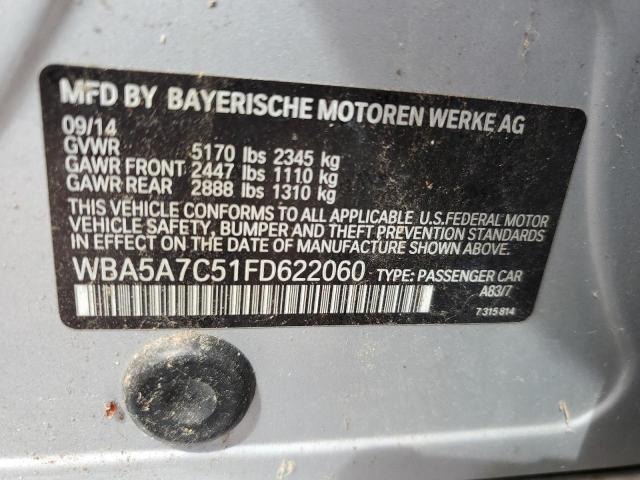 MFD BY BAYERISCHE MOTOREN WERKE AG
09/14
GVWR 5170 lbs 2345 kg
GAWR FRONT 2447 lbs 1110 kg
GAWR REAR 2888 lbs 1310 kg
THIS VEHICLE CONFORMS TO ALL APPLICABLE U.S.FEDERAL MOTOR
VEHICLE SAFETY, BUMPER AND THEFT PREVENTION STANDARDS
IN EFFECT ON THE DATE OF MANUFACTURE SHOWN ABOVE.
WBA5A7C51FD622060 TYPE: PASSENGER CAR
A83/7
7315814